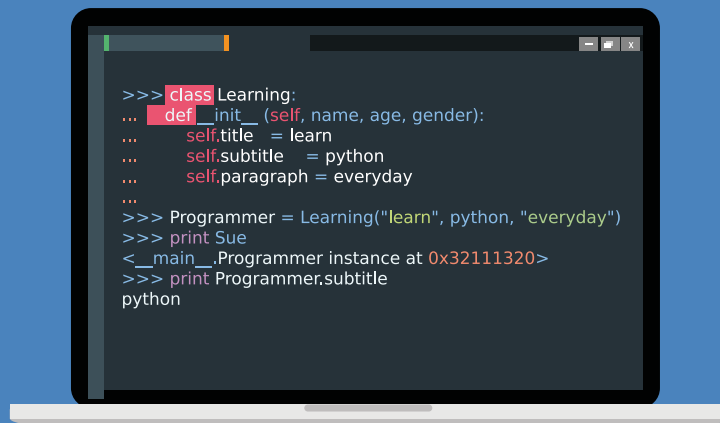 >>> class Learning:
... def __init__ (self, name, age, gender):
... self.title = learn
... self.subtitle = python
... self.paragraph = everyday
...
>>> Programmer = Learning("learn", python, "everyday")
>>> print Sue
<__main__.Programmer instance at 0x32111320>
>>> print Programmer.subtitle
python